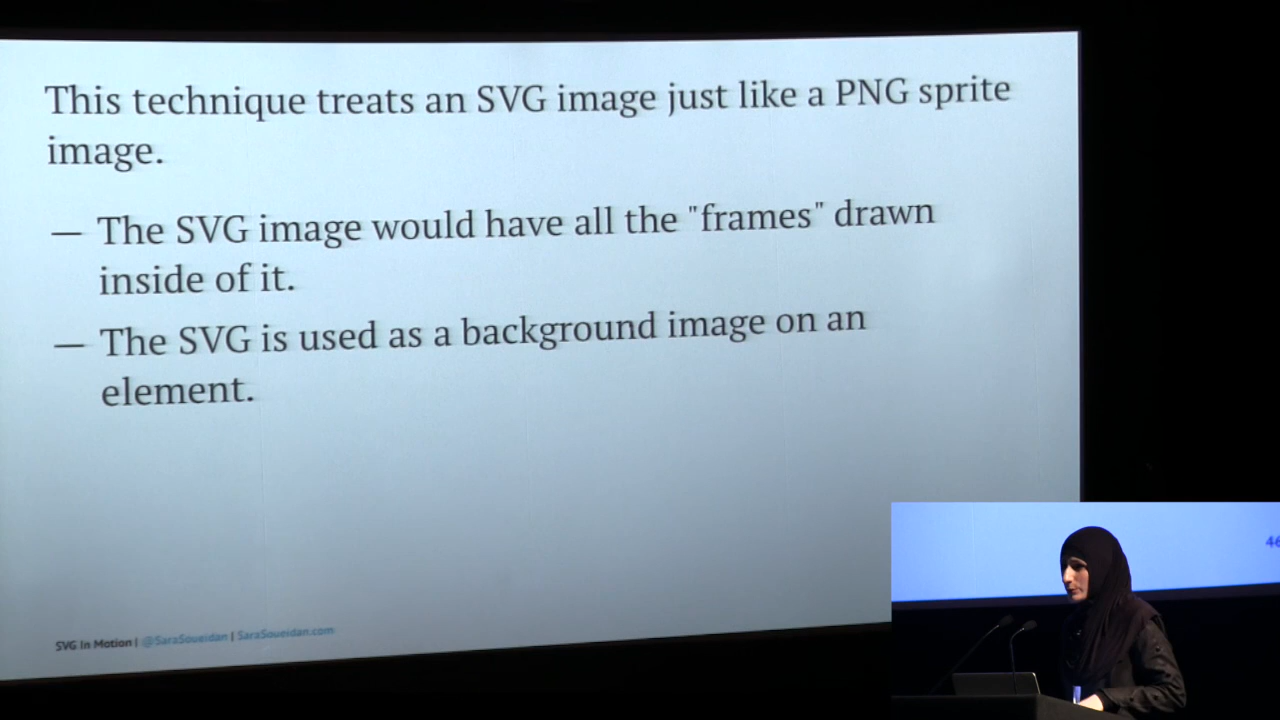 This technique treats an SVG image just like a PNG sprite
image.
— The SVG image would have all the "frames" drawn
inside of it.
— The SVG is used as a background image on an
element.
SVG In Motion | @SaraSoueidan | SaraSoueidan.com
46